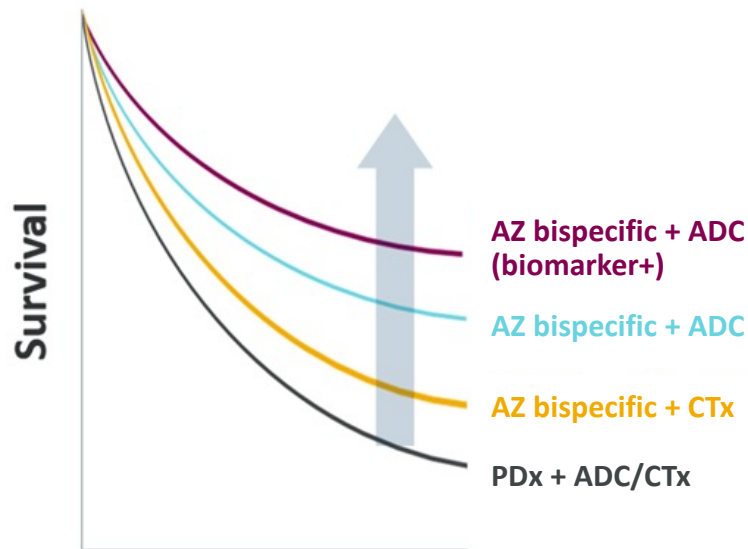 Survival
AZ bispecific + ADC
(biomarker+)
AZ bispecific + ADC
AZ bispecific + CTx
PDx + ADC/CTx